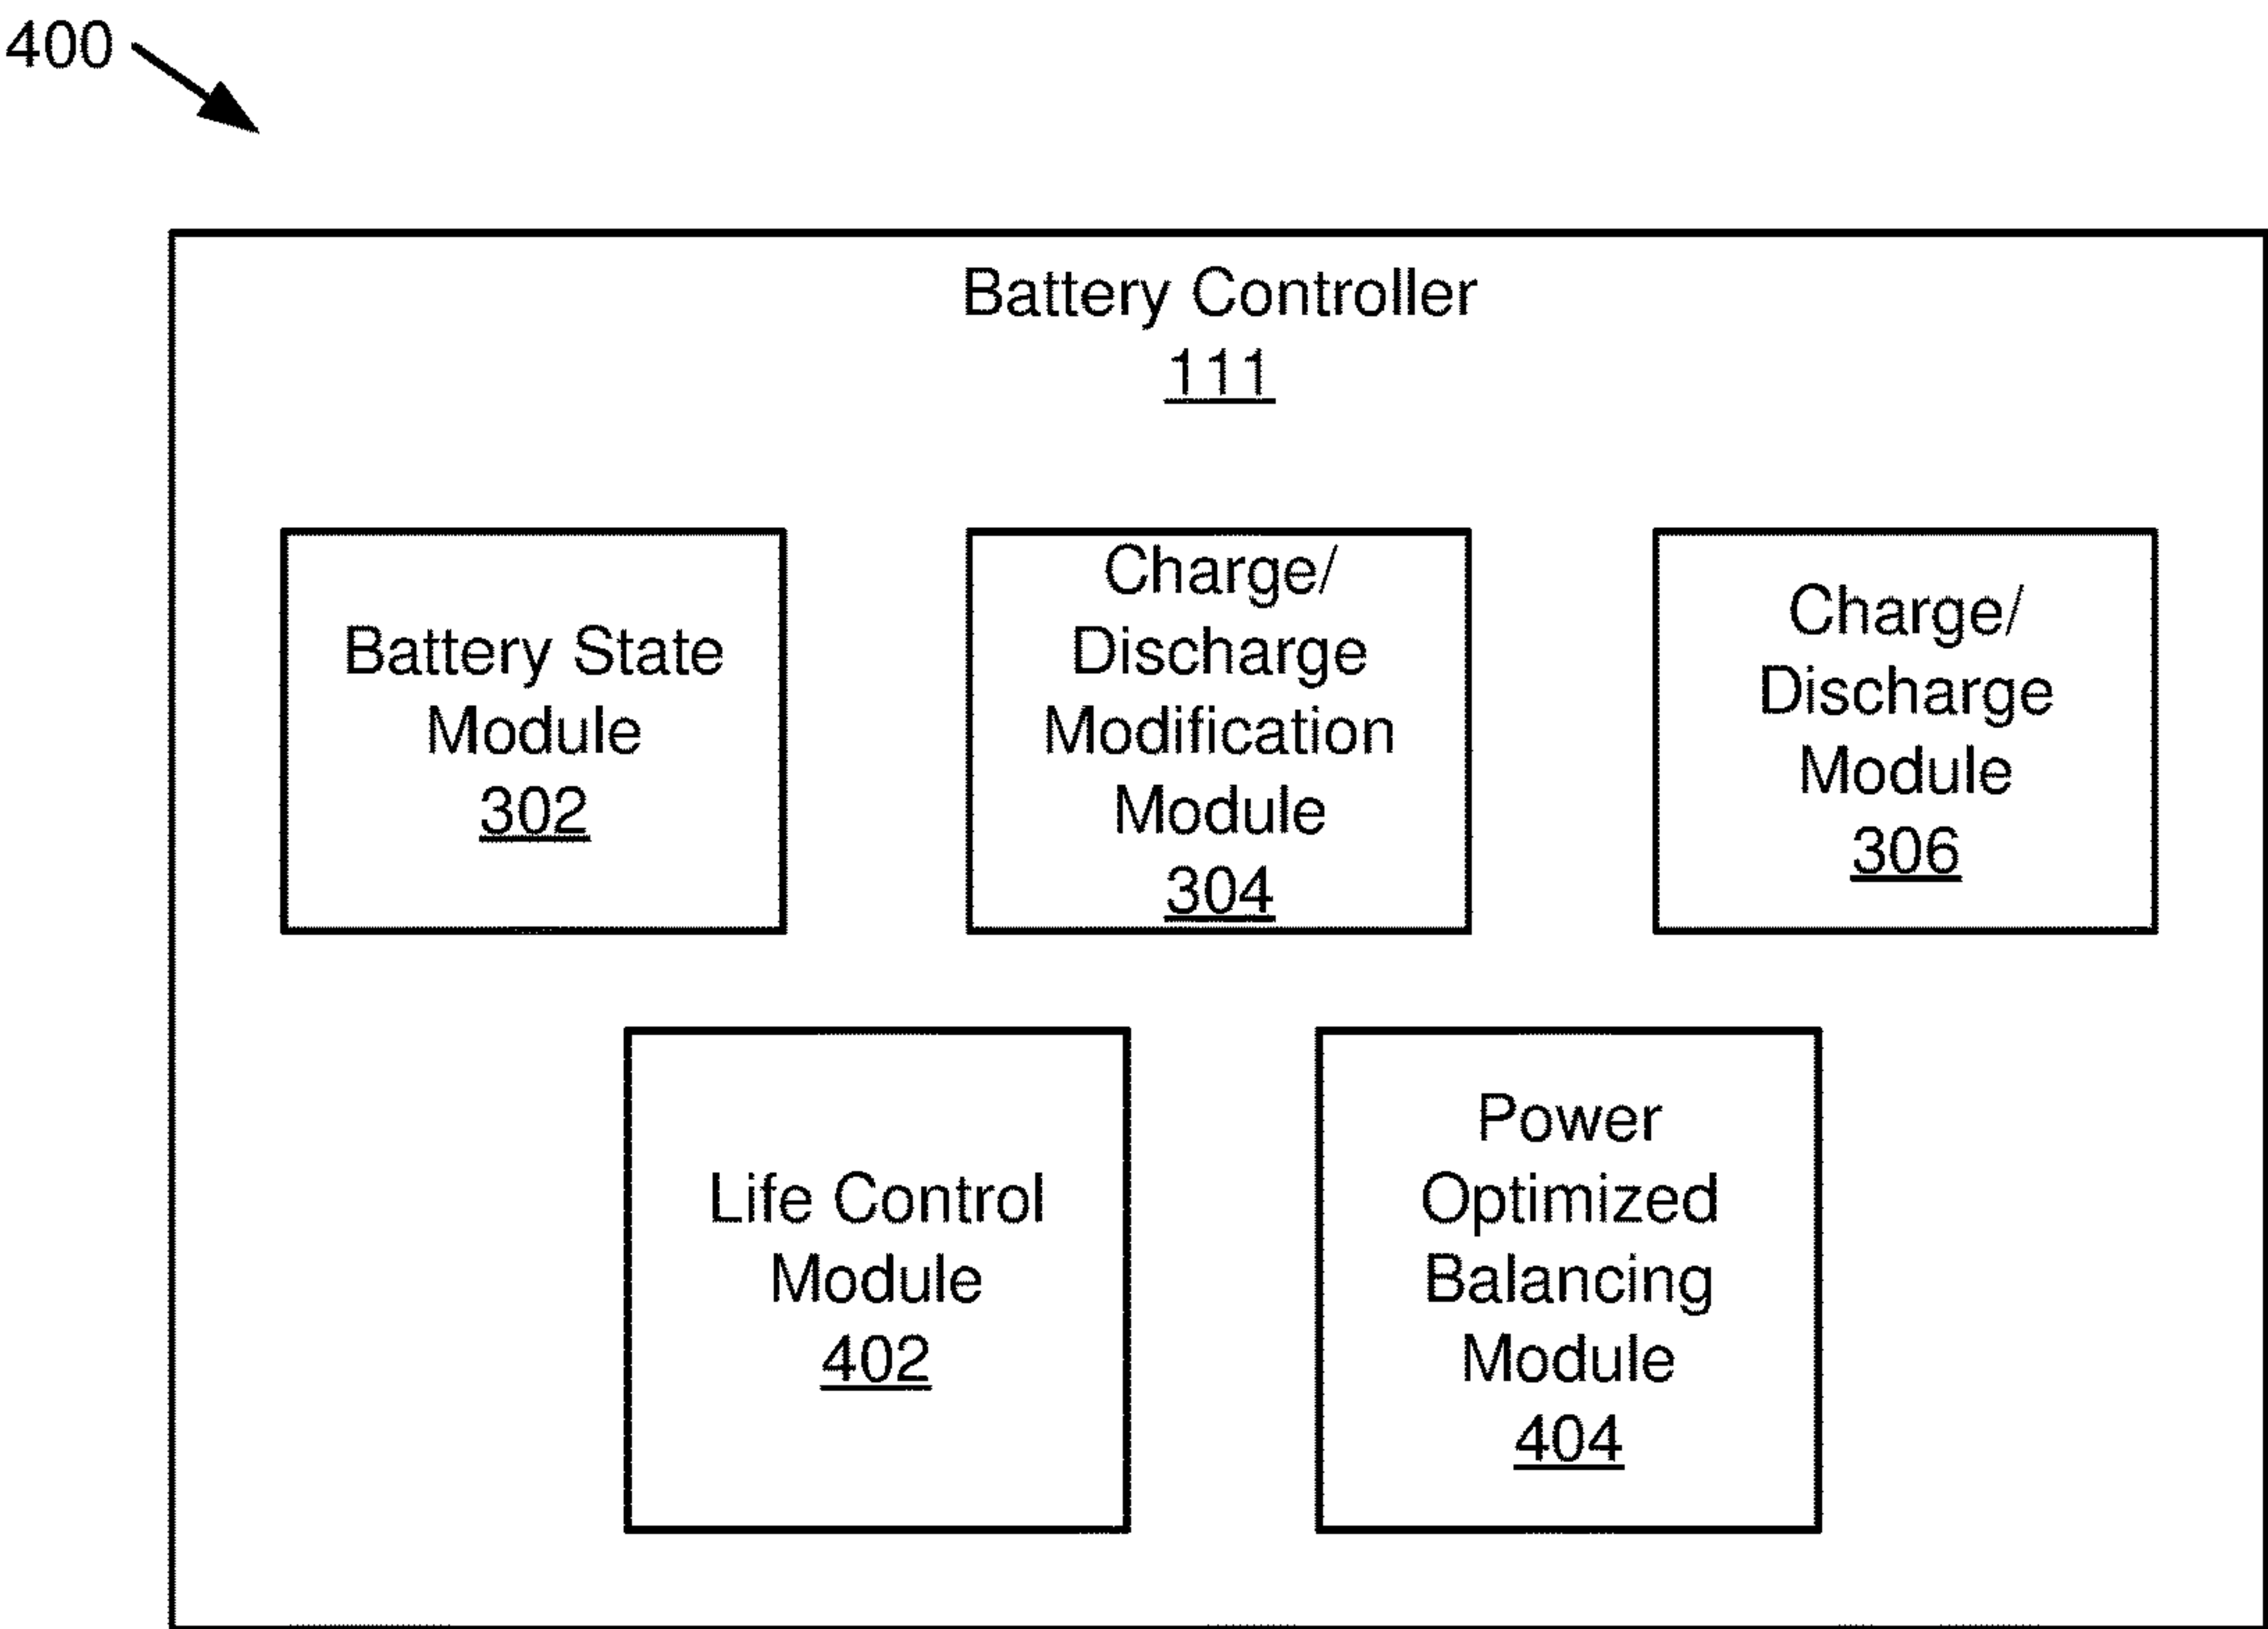 400
Battery Controller
111
Battery State
Module
302
Charge/
Discharge
Modification
Module
304
Charge/
Discharge
Module
306
Life Control
Module
402
Power
Optimized
Balancing
Module
404